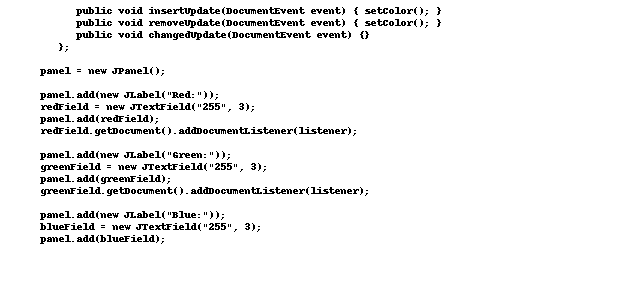 public void insertUpdate(DocumentEvent event) { setColor(); }
public void removeUpdate(DocumentEvent event) { setColor(); }
public void changedUpdate(DocumentEvent event) {}
};
panel = new JPanel();
panel.add(new JLabel("Red:"));
redField = new JTextField("255", 3);
panel.add(redField);
redField.getDocument().addDocumentListener(listener);
panel.add(new JLabel("Green:"));
greenField = new JTextField("255", 3);
panel.add(greenField);
greenField.getDocument().addDocumentListener(listener);
panel.add(new JLabel("Blue:"));
blueField = new JTextField("255", 3);
panel.add(blueField);